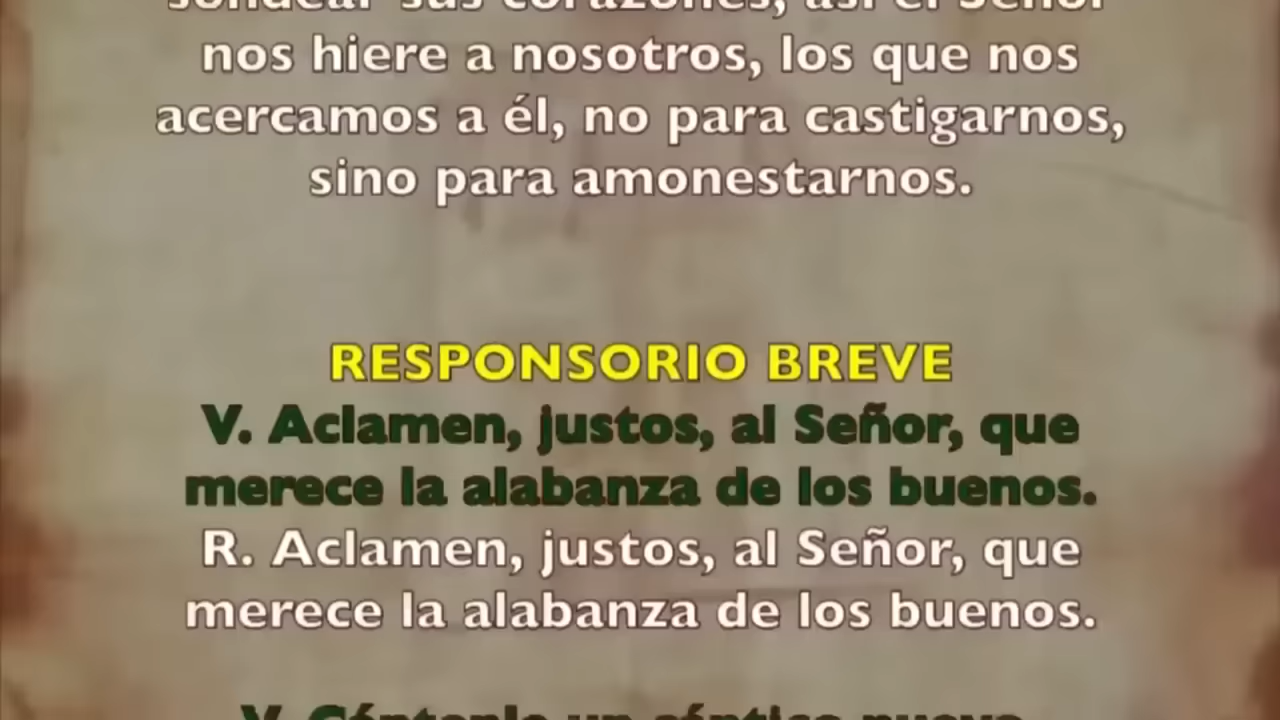 sondear sus corazones, así el Señor
nos hiere a nosotros, los que nos
acercamos a él, no para castigarnos,
sino para amonestarnos.
RESPONSORIO BREVE
V. Aclamen, justos, al Señor, que
merece la alabanza de los buenos.
R. Aclamen, justos, al Señor, que
merece la alabanza de los buenos.
V. Cántenle un cántico nuevo